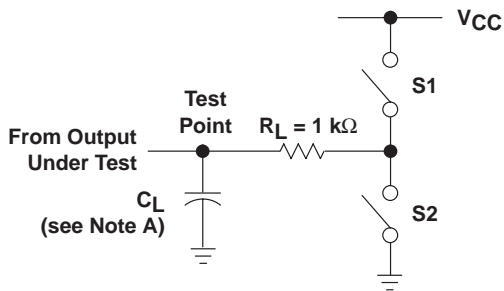 VCC
S1
Test
Point
RL = 1 kΩ
From Output
Under Test
CL
(see Note A)
S2